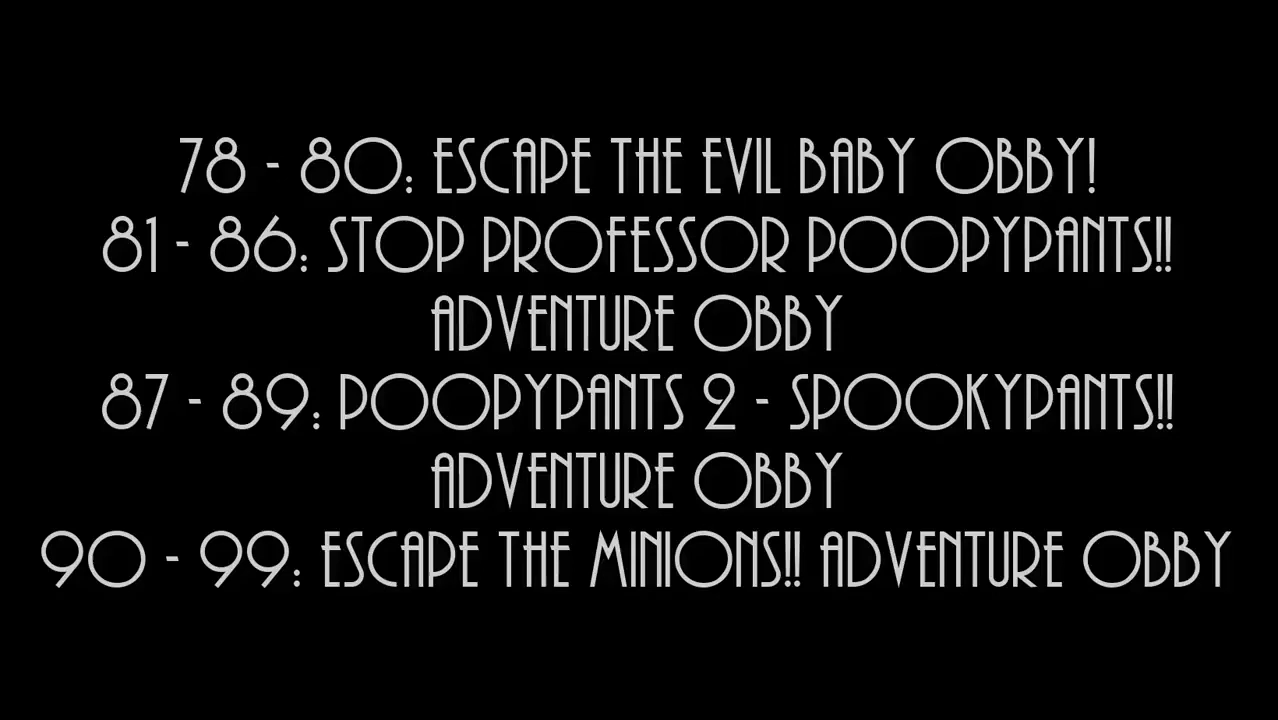 78 - 80: ESCAPE THE EVIL BABY OBBY!
81 - 86: STOP PROFESSOR POOPYPANTS!!
ADVENTURE OBBY
87 - 89: POOPYPANTS 2 - SPOOKYPANTS!!
ADVENTURE OBBY
90 - 99: ESCAPE THE MINIONS!! ADVENTURE OBBY